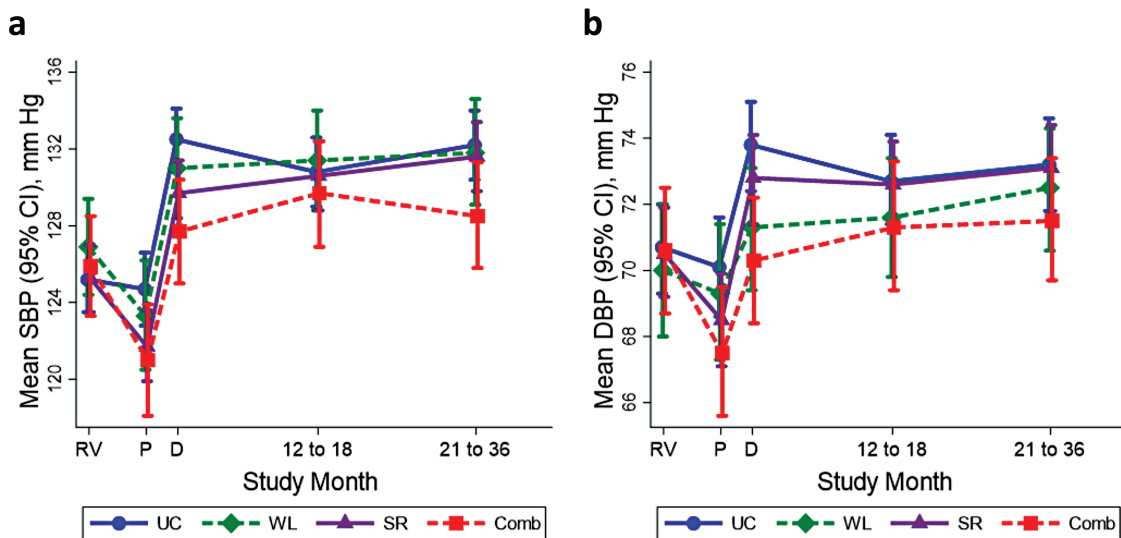 a
b
Mean SBP (95% CI), mm Hg
136
132
128
124
120
RV P D 12 to 18 21 to 36
Study Month
UC WL SR Comb
Mean DBP (95% CI), mm Hg
76
74
72
70
68
66
RV P D 12 to 18 21 to 36
Study Month
UC WL SR Comb